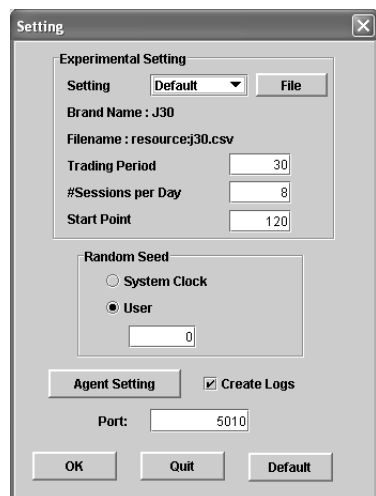 Setting
Experimental Setting
Setting Default File
Brand Name : J30
Filename : resource:j30.csv
Trading Period 30
#Sessions per Day 8
Start Point 120
Random Seed
System Clock
User
0
Agent Setting Create Logs
Port: 5010
OK Quit Default